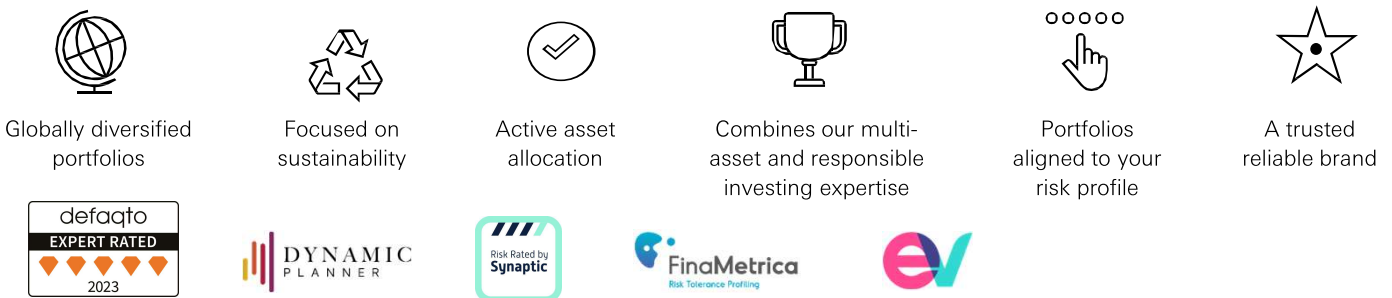 Globally diversified
portfolios
Focused on
sustainability
Active asset
allocation
Combines our multi-
asset and responsible
investing expertise
Portfolios
aligned to your
risk profile
A trusted
reliable brand
defaqto
EXPERT RATED
2023
DYNAMIC
PLANNER
Risk Rated by
Synaptic
FinaMetrica
Risk Tolerance Profiling
ev